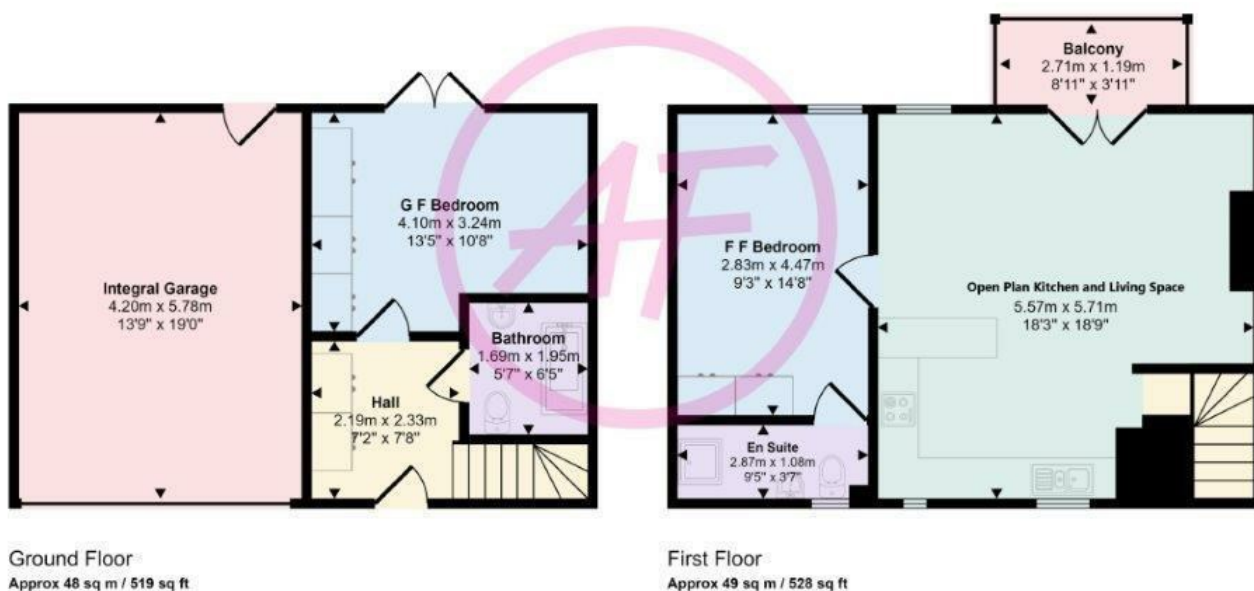 Integral Garage
4.20m x 5.78m
13'9" x 19'0"
G F Bedroom
4.10m x 3.24m
13'5" x 10'8"
Bathroom
1.69m x 1.95m
5'7" x 6'5"
Hall
2.19m x 2.33m
7'2" x 7'8"
Ground Floor
Approx 48 sq m / 519 sq ft
AF
Balcony
2.71m x 1.19m
8'11" x 3'11"
F F Bedroom
2.83m x 4.47m
9'3" x 14'8"
Open Plan Kitchen and Living Space
5.57m x 5.71m
18'3" x 18'9"
En Suite
2.87m x 1.08m
9'5" x 3'7"
First Floor
Approx 49 sq m / 528 sq ft